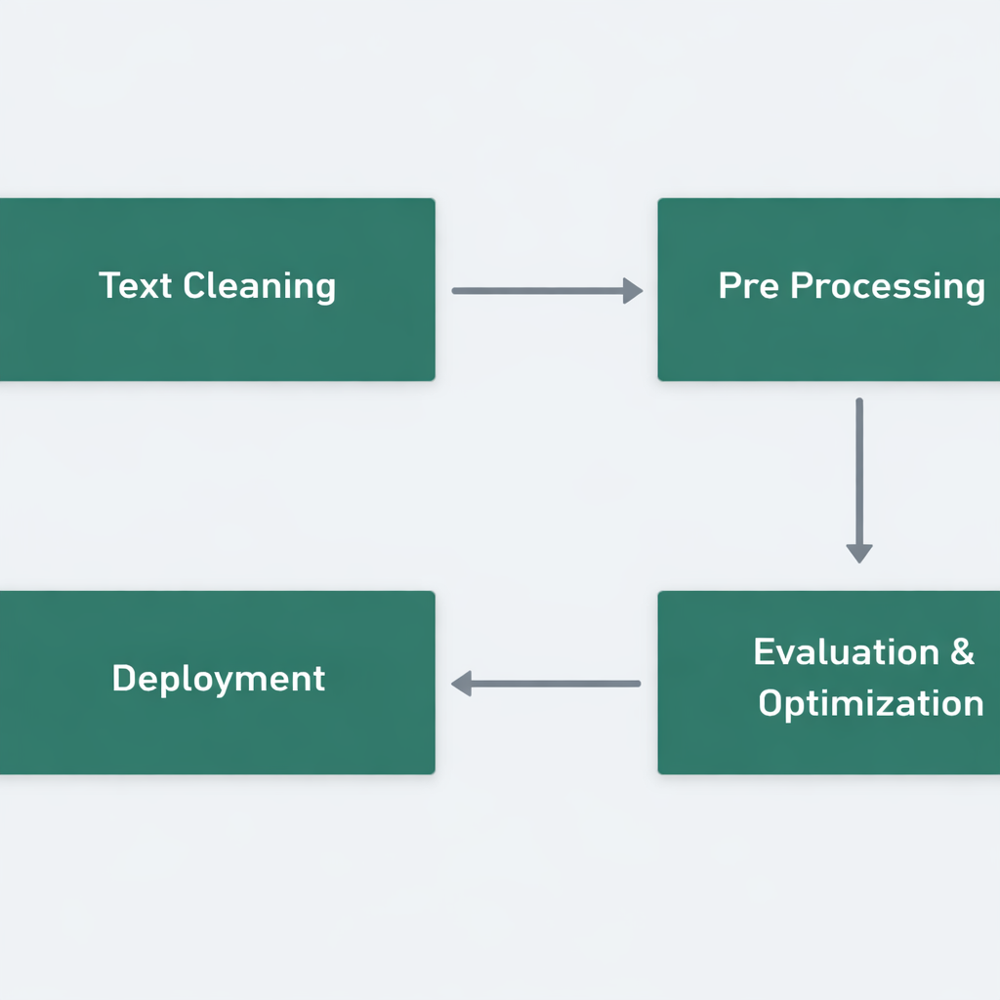 Text Cleaning
Pre Processing
Evaluation &
Optimization
Deployment